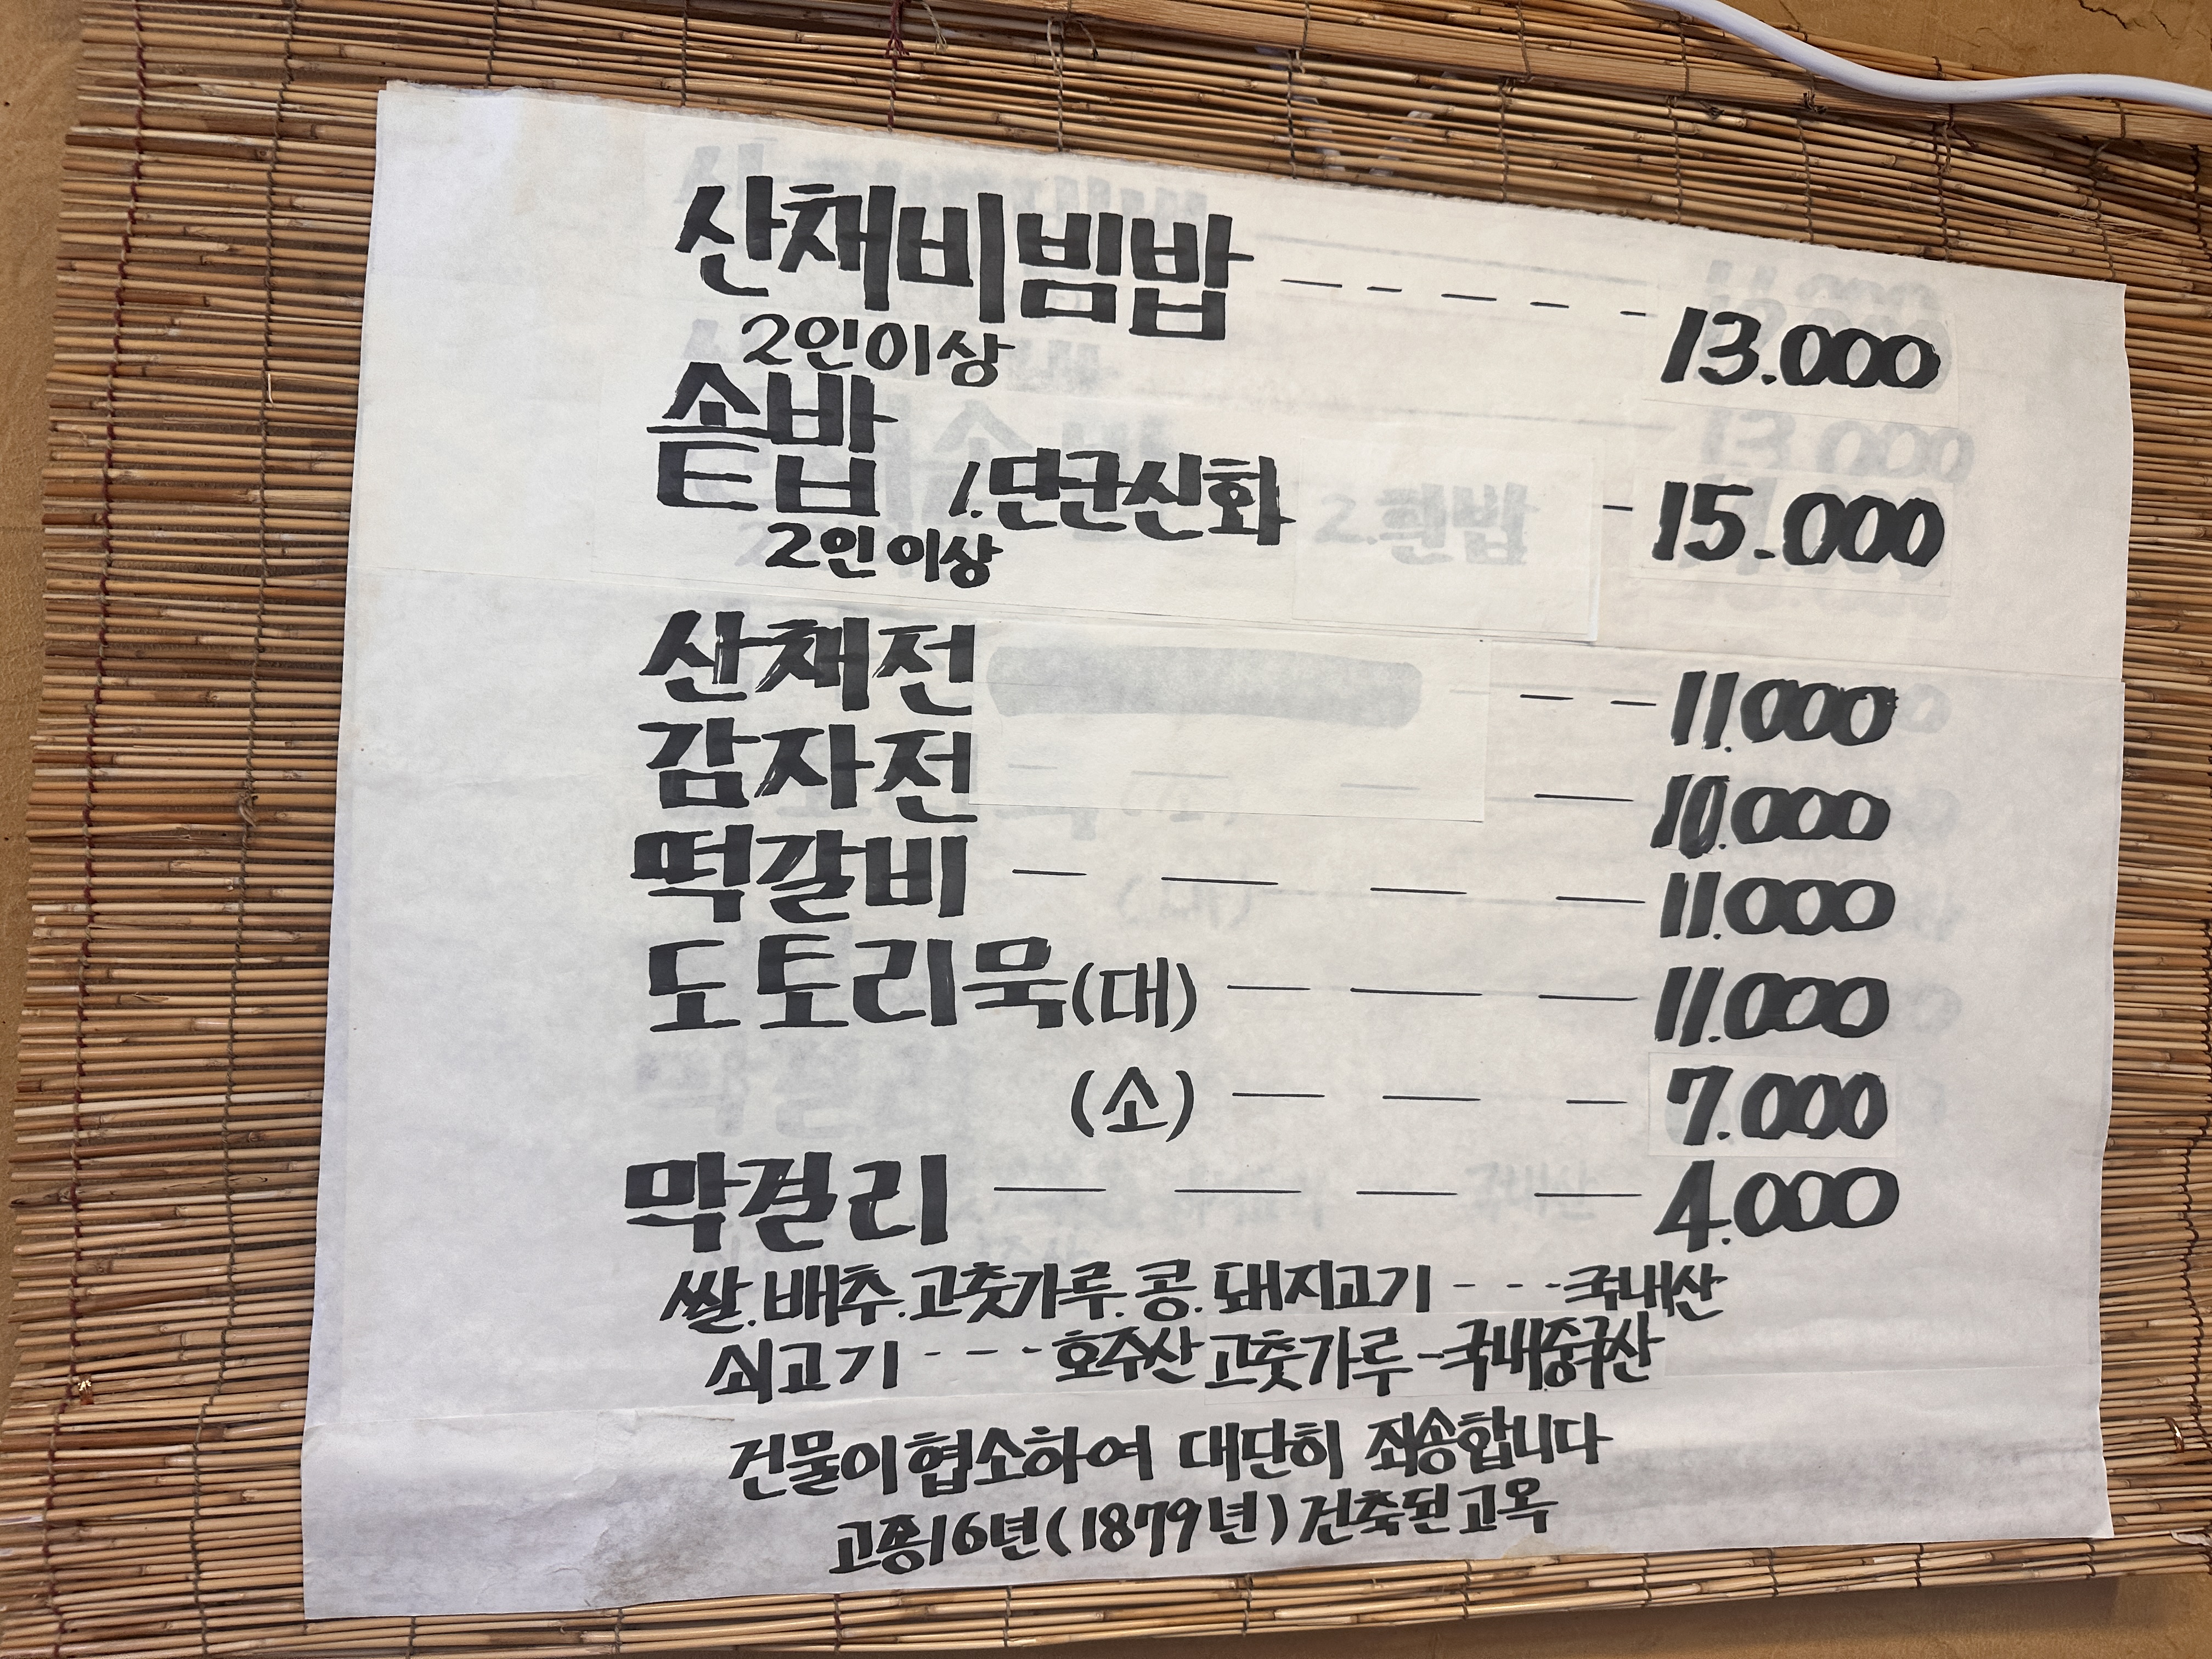 산채비빔밥 - - - - 13.000
2인이상
솥밥 1.단군신화 - 15.000
2인이상
산채전 - - 11.000
감자전 - 10.000
떡갈비 - - - - 11.000
도토리묵(대) - - - 11.000
(소) - - - 7.000
막걸리 - - - - 4.000
쌀.배추.고춧가루.콩.돼지고기 - - - 국내산
쇠고기 - - - 호주산 고춧가루-국내.중국산
건물이협소하여 대단히 죄송합니다
고종16년(1879년)건축된고옥